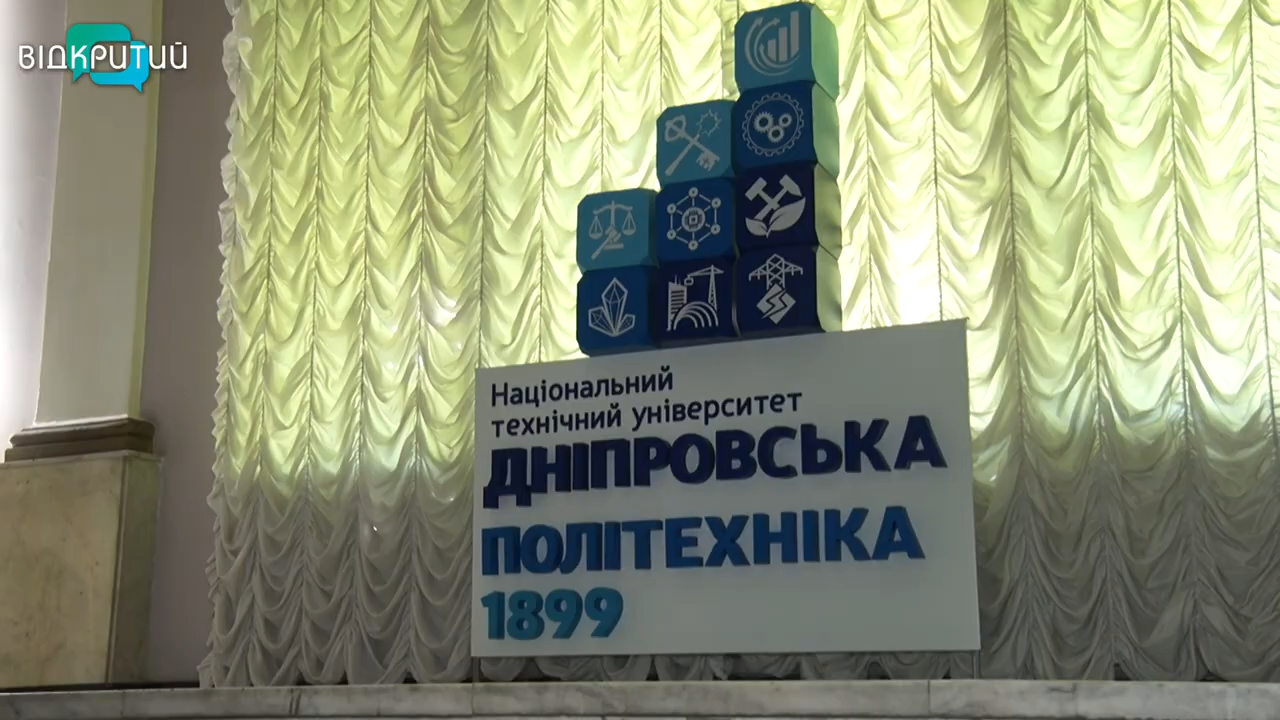 ВІДКРИТИЙ
Національний
технічний університет
ДНІПРОВСЬКА
ПОЛІТЕХНІКА
1899